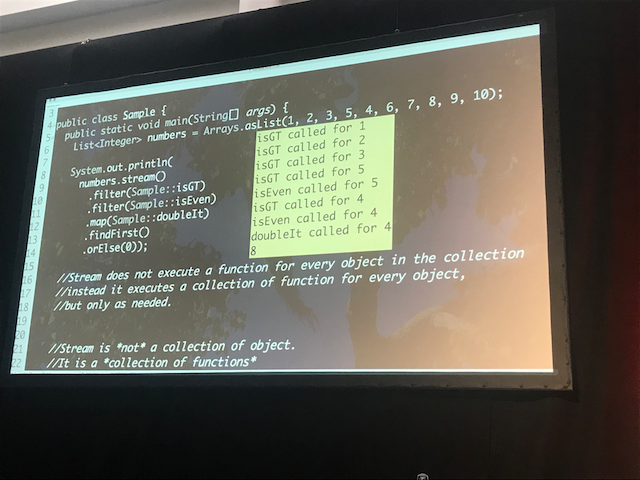 3
4 public class Sample {
5 public static void main(String[] args) {
6 List<Integer> numbers = Arrays.asList(1, 2, 3, 5, 4, 6, 7, 8, 9, 10);
7
8 System.out.println(
9 numbers.stream()
10 .filter(Sample::isGT)
11 .filter(Sample::isEven)
12 .map(Sample::doubleIt)
13 .findFirst()
14 .orElse(0));
isGT called for 1
isGT called for 2
isGT called for 3
isGT called for 5
isEven called for 5
isGT called for 4
isEven called for 4
doubleIt called for 4
8
15
16 //Stream does not execute a function for every object in the collection
17 //instead it executes a collection of function for every object,
18 //but only as needed.
19
20
21 //Stream is *not* a collection of object.
22 //It is a *collection of functions*